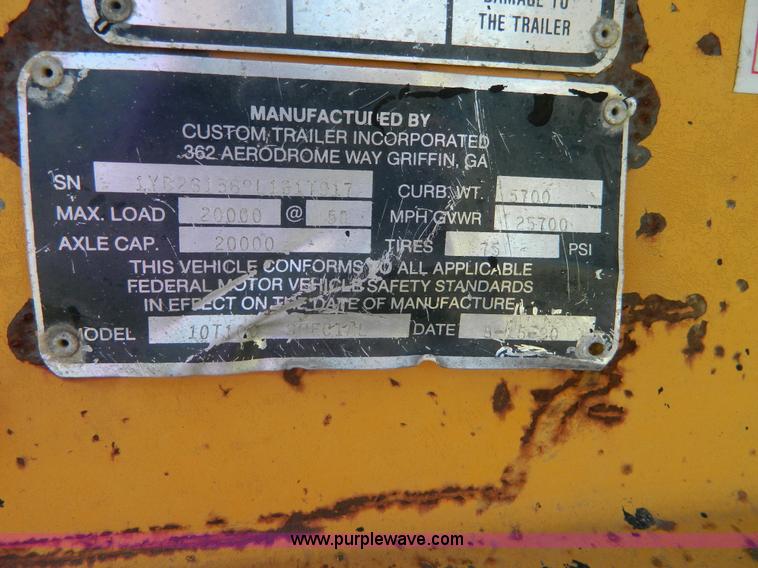 DAMAGE TO
THE TRAILER
MANUFACTURED BY
CUSTOM TRAILER INCORPORATED
362 AERODROME WAY GRIFFIN, GA
SN CURB. WT. 5700
MAX. LOAD 20000 @ 50 MPH GVWR 25700
AXLE CAP. 20000 TIRES 75 PSI
THIS VEHICLE CONFORMS TO ALL APPLICABLE
FEDERAL MOTOR VEHICLE SAFETY STANDARDS
IN EFFECT ON THE DATE OF MANUFACTURE
MODEL SPECIAL DATE
www.purplewave.com